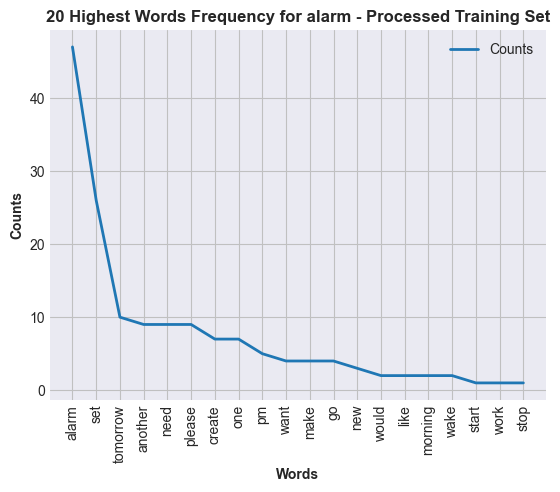 20 Highest Words Frequency for alarm - Processed Training Set
Counts
Counts
40
30
20
10
0
alarm
set
tomorrow
another
need
please
create
one
pm
want
make
go
new
would
like
morning
wake
start
work
stop
Words